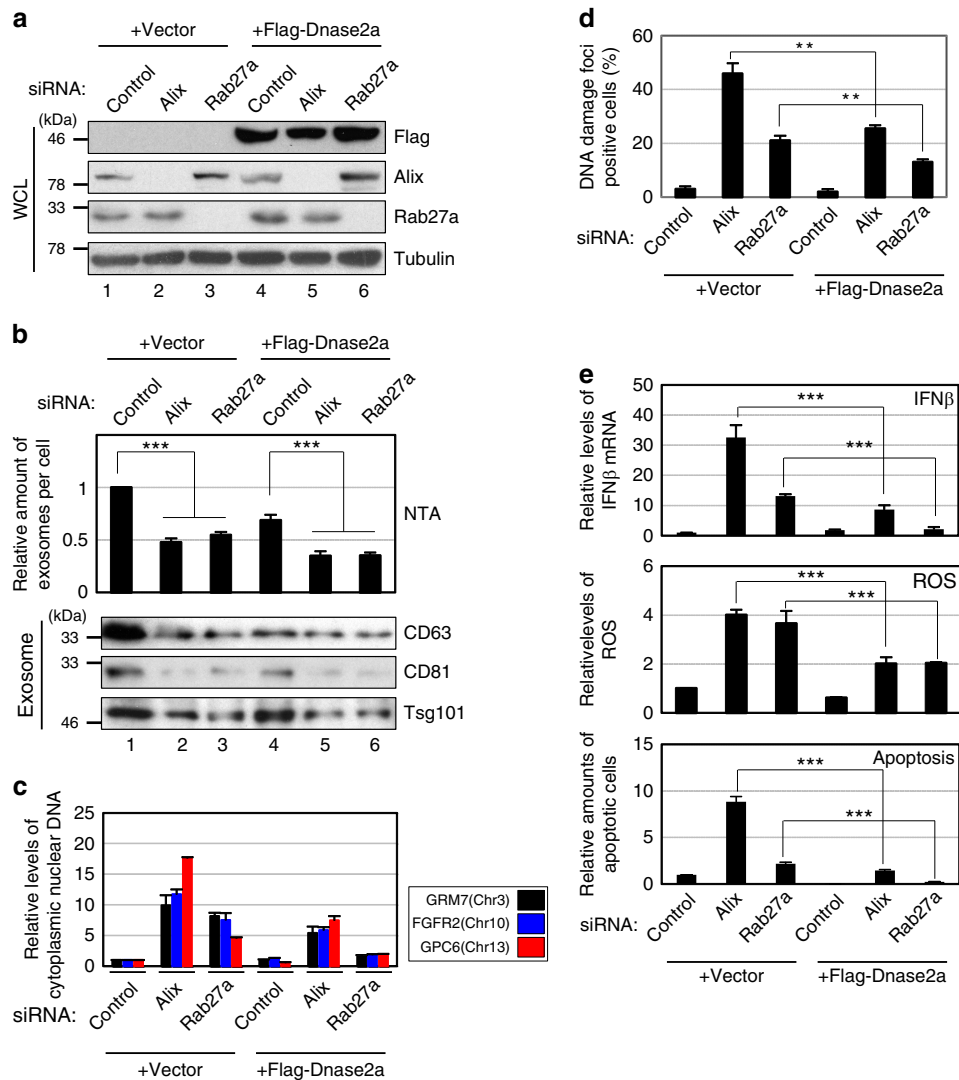 a
+Vector
+Flag-Dnase2a
siRNA:
Control
Alix
Rab27a
Control
Alix
Rab27a
(kDa)
46
Flag
78
Alix
33
Rab27a
78
Tubulin
WCL
1 2 3 4 5 6
b
+Vector
+Flag-Dnase2a
siRNA:
Control
Alix
Rab27a
Control
Alix
Rab27a
Relative amount of
exosomes per cell
1
0.5
0
***
***
NTA
(kDa)
33
CD63
33
CD81
46
Tsg101
Exosome
1 2 3 4 5 6
c
Relative levels of
cytoplasmic nuclear DNA
25
20
15
10
5
0
GRM7(Chr3)
FGFR2(Chr10)
GPC6(Chr13)
siRNA:
Control
Alix
Rab27a
Control
Alix
Rab27a
+Vector
+Flag-Dnase2a
d
DNA damage foci
positive cells (%)
60
40
20
0
**
**
siRNA:
Control
Alix
Rab27a
Control
Alix
Rab27a
+Vector
+Flag-Dnase2a
e
Relative levels of
IFNβ mRNA
50
40
30
20
10
0
***
***
IFNβ
Relativelevels of
ROS
6
4
2
0
***
***
ROS
Relative amounts of
apoptotic cells
15
10
5
0
***
***
Apoptosis
siRNA:
Control
Alix
Rab27a
Control
Alix
Rab27a
+Vector
+Flag-Dnase2a